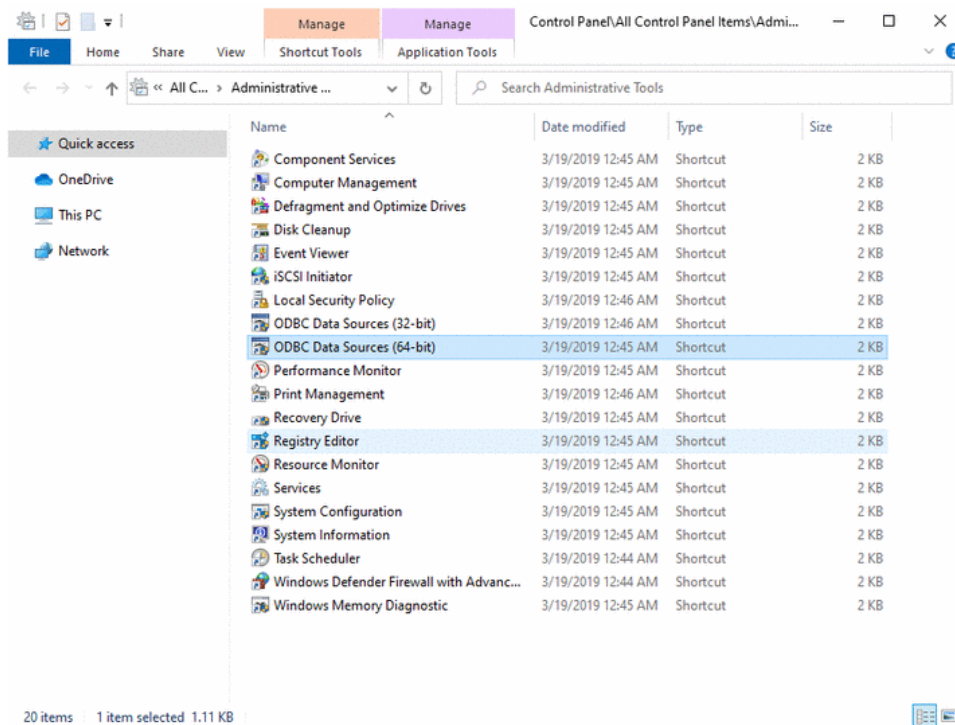 Manage Manage Control Panel\All Control Panel Items\Admi...
File Home Share View Shortcut Tools Application Tools
« All C... › Administrative ... Search Administrative Tools
Name Date modified Type Size
Quick access
OneDrive
This PC
Network
Component Services 3/19/2019 12:45 AM Shortcut 2 KB
Computer Management 3/19/2019 12:45 AM Shortcut 2 KB
Defragment and Optimize Drives 3/19/2019 12:45 AM Shortcut 2 KB
Disk Cleanup 3/19/2019 12:45 AM Shortcut 2 KB
Event Viewer 3/19/2019 12:45 AM Shortcut 2 KB
iSCSI Initiator 3/19/2019 12:45 AM Shortcut 2 KB
Local Security Policy 3/19/2019 12:46 AM Shortcut 2 KB
ODBC Data Sources (32-bit) 3/19/2019 12:46 AM Shortcut 2 KB
ODBC Data Sources (64-bit) 3/19/2019 12:45 AM Shortcut 2 KB
Performance Monitor 3/19/2019 12:45 AM Shortcut 2 KB
Print Management 3/19/2019 12:46 AM Shortcut 2 KB
Recovery Drive 3/19/2019 12:45 AM Shortcut 2 KB
Registry Editor 3/19/2019 12:45 AM Shortcut 2 KB
Resource Monitor 3/19/2019 12:45 AM Shortcut 2 KB
Services 3/19/2019 12:45 AM Shortcut 2 KB
System Configuration 3/19/2019 12:45 AM Shortcut 2 KB
System Information 3/19/2019 12:45 AM Shortcut 2 KB
Task Scheduler 3/19/2019 12:44 AM Shortcut 2 KB
Windows Defender Firewall with Advanc... 3/19/2019 12:44 AM Shortcut 2 KB
Windows Memory Diagnostic 3/19/2019 12:45 AM Shortcut 2 KB
20 items 1 item selected 1.11 KB